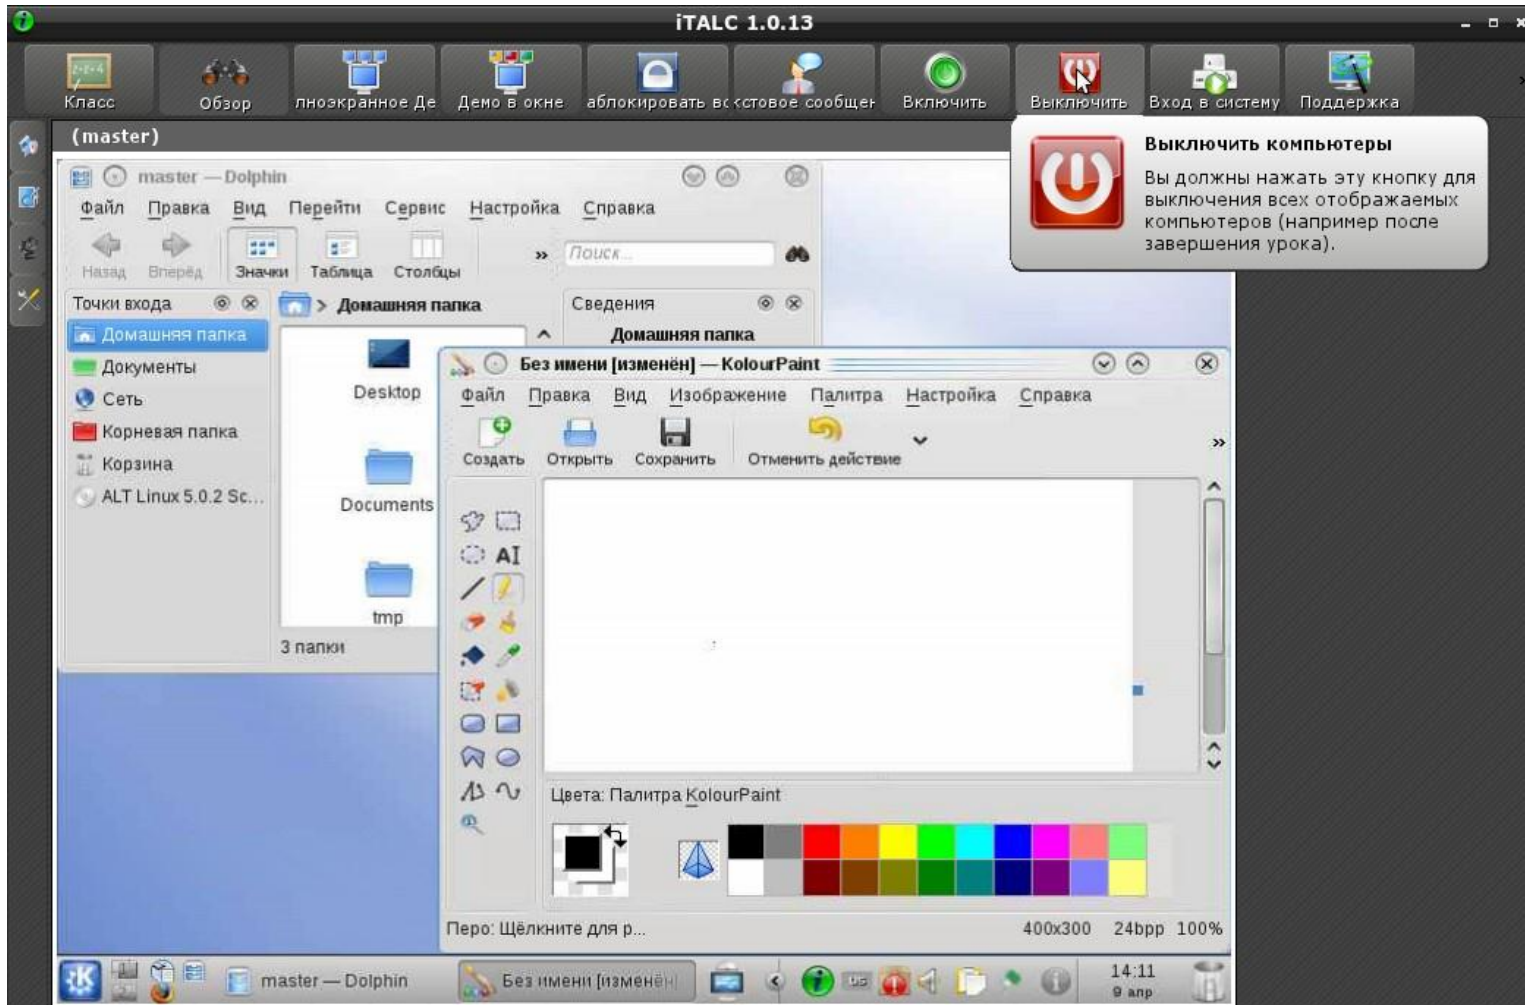 iTALC 1.0.13
Класс
Обзор
лноэкранное Де
Демо в окне
аблокировать вс
кстовое сообщен
Включить
Выключить
Вход в систему
Поддержка
(master)
Выключить компьютеры
Вы должны нажать эту кнопку для
выключения всех отображаемых
компьютеров (например после
завершения урока).
master — Dolphin
Файл Правка Вид Перейти Сервис Настройка Справка
Назад Вперёд Значки Таблица Столбцы » Поиск...
Точки входа
Домашняя папка
Документы
Сеть
Корневая папка
Корзина
ALT Linux 5.0.2 Sc...
> Домашняя папка
Desktop
Documents
tmp
3 папки
Сведения
Домашняя папка
Без имени [изменён] — KolourPaint
Файл Правка Вид Изображение Палитра Настройка Справка
Создать Открыть Сохранить Отменить действие »
Цвета: Палитра KolourPaint
Перо: Щёлкните для р... 400x300 24bpp 100%
master — Dolphin
Без имени [изменён]
14:11
9 апр